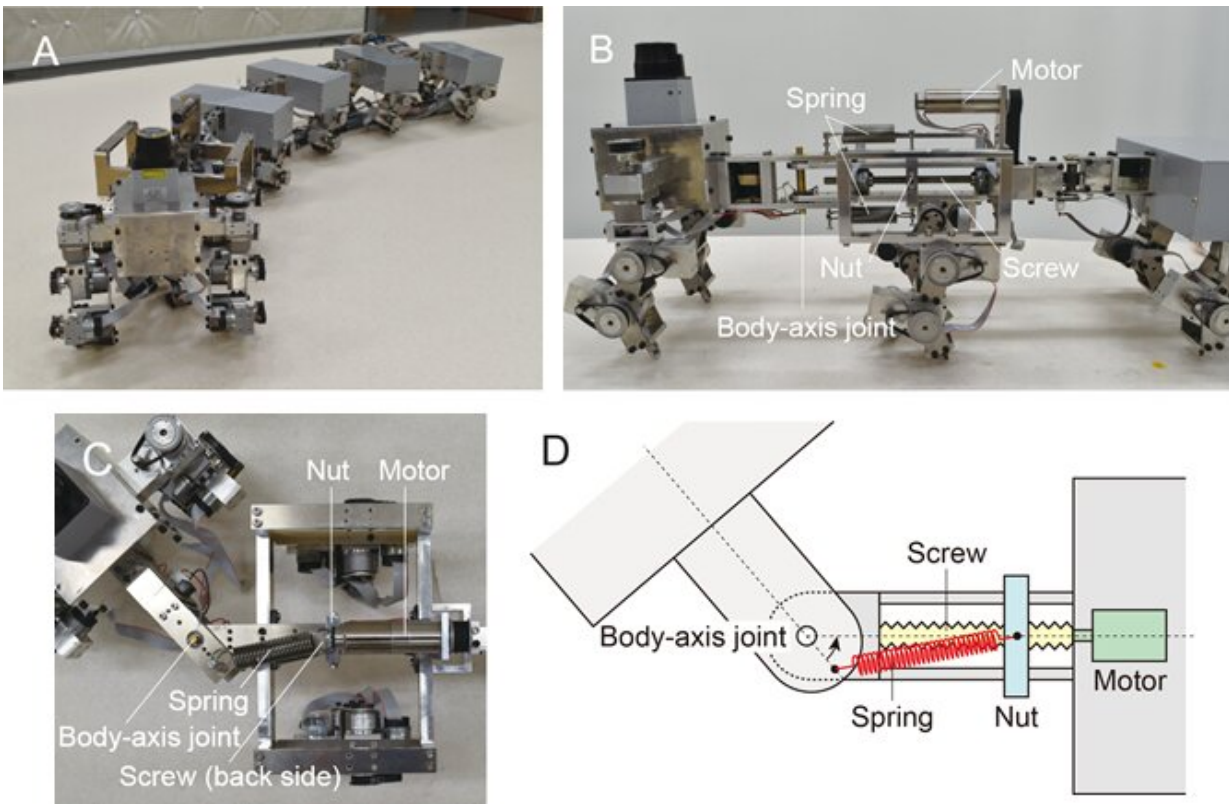 A
B
Motor
Spring
Nut
Screw
Body-axis joint
C
Nut
Motor
Spring
Body-axis joint
Screw (back side)
D
Screw
Body-axis joint
Spring
Nut
Motor